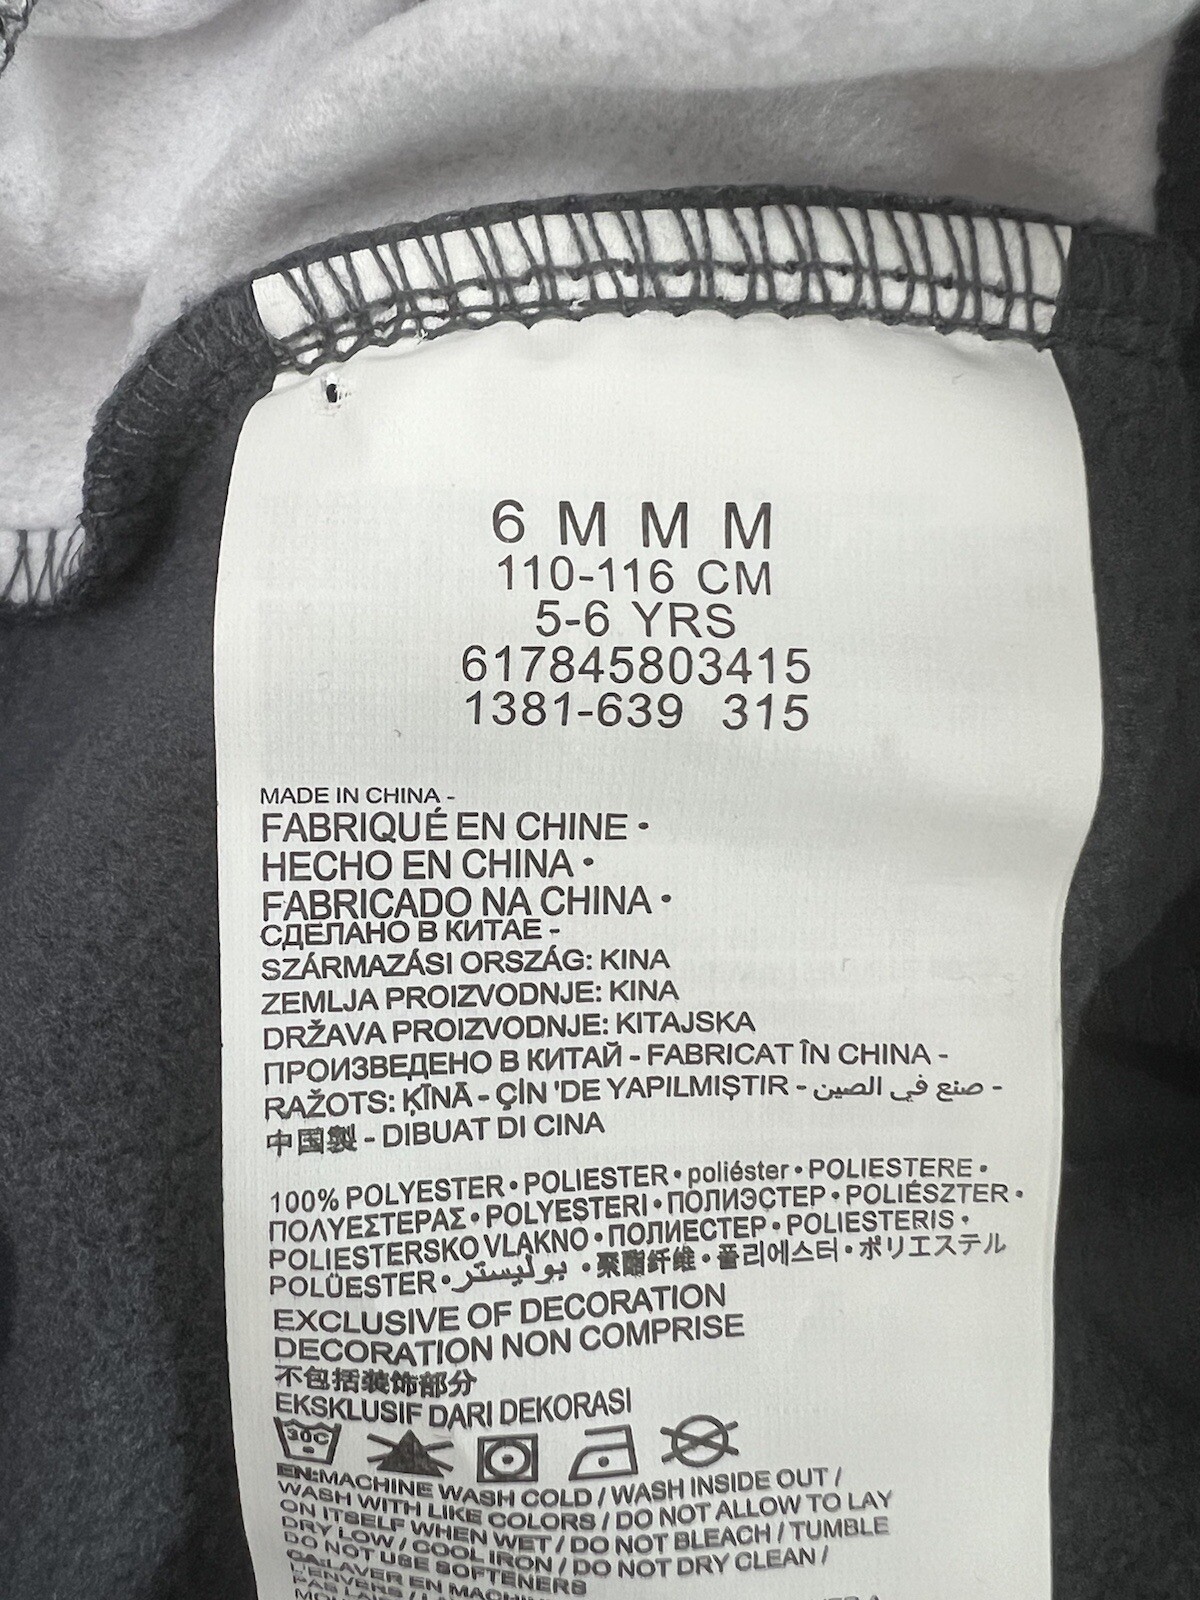 6 M M M
110-116 CM
5-6 YRS
617845803415
1381-639 315
MADE IN CHINA -
FABRIQUÉ EN CHINE •
HECHO EN CHINA •
FABRICADO NA CHINA •
СДЕЛАНО В КИТАЕ -
SZÁRMAZÁSI ORSZÁG: KINA
ZEMLJA PROIZVODNJE: KINA
DRŽAVA PROIZVODNJE: KITAJSKA
ПРОИЗВЕДЕНО В КИТАЙ - FABRICAT ÎN CHINA -
RAŽOTS: ĶĪNĀ - ÇİN 'DE YAPILMIŞTIR - صنع في الصين -
中国製 - DIBUAT DI CINA
100% POLYESTER • POLIESTER • poliéster • POLIESTERE •
ΠΟΛΥΕΣΤΕΡΑΣ • POLYESTERI • ПОЛИЭСТЕР • POLIÉSZTER •
POLIESTERSKO VLAKNO • ПОЛИЕСТЕР • POLIESTERIS •
POLÜESTER • بوليستر • 聚酯纤维 • 폴리에스터 • ポリエステル
EXCLUSIVE OF DECORATION
DECORATION NON COMPRISE
不包括装饰部分
EKSKLUSIF DARI DEKORASI
30C
EN:MACHINE WASH COLD / WASH INSIDE OUT /
WASH WITH LIKE COLORS / DO NOT ALLOW TO LAY
ON ITSELF WHEN WET / DO NOT BLEACH / TUMBLE
DRY LOW / COOL IRON / DO NOT DRY CLEAN /
DO NOT USE SOFTENERS
CA:LAVER EN MACHINE
L'ENVERS /